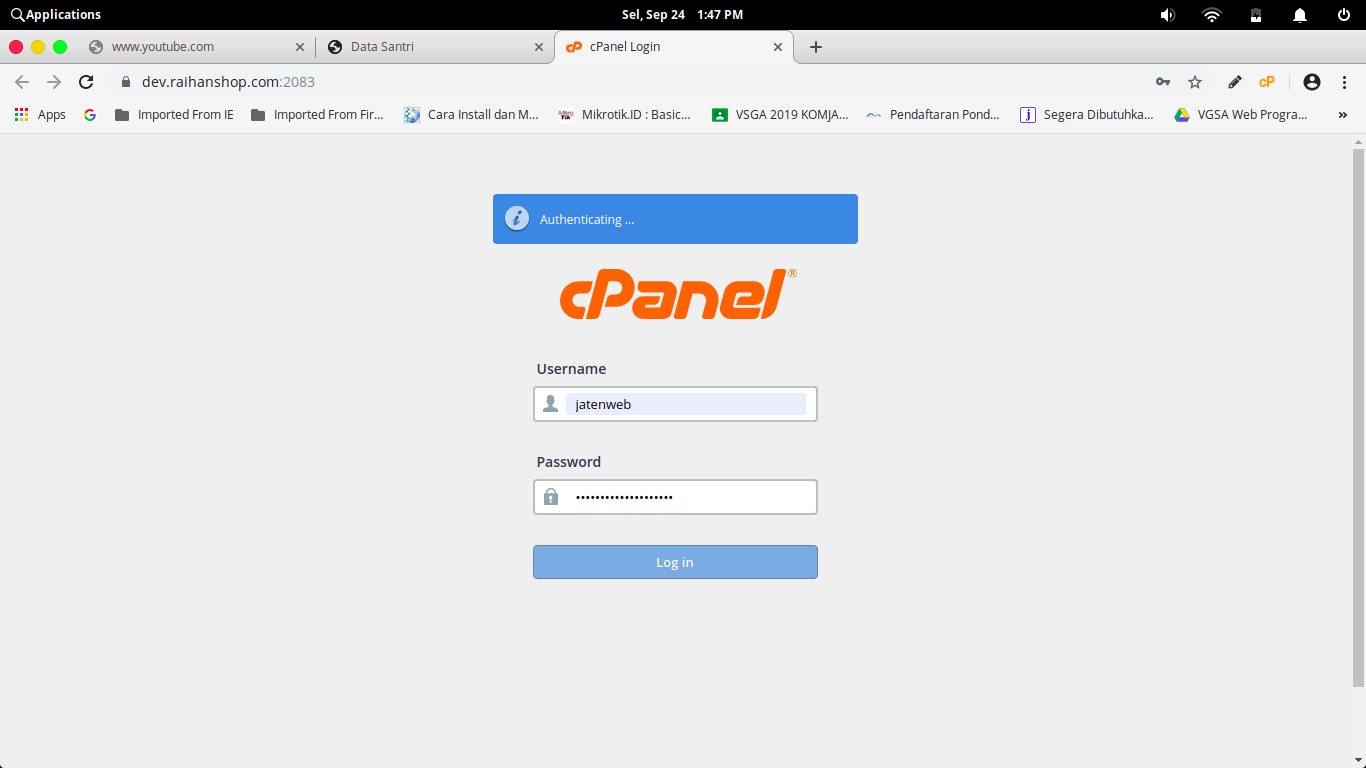 Applications
Sel, Sep 24 1:47 PM
www.youtube.com
Data Santri
cPanel Login
dev.raihanshop.com:2083
cP
Apps
Imported From IE
Imported From Fir...
Cara Install dan M...
Mikrotik.ID : Basic...
VSGA 2019 KOMJA...
Pendaftaran Pond...
Segera Dibutuhka...
VGSA Web Progra...
Authenticating ...
cPanel®
Username
jatenweb
Password
••••••••••••••••••••
Log in